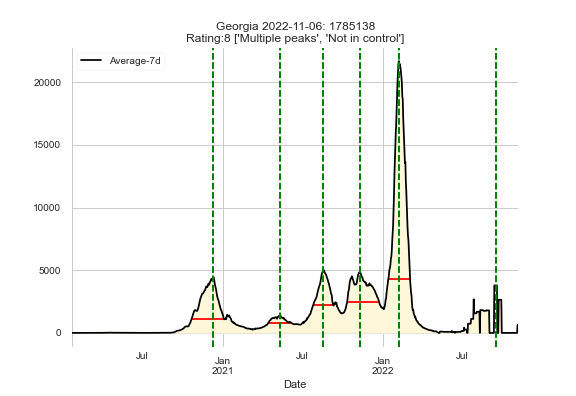 Georgia 2022-11-06: 1785138
Rating:8 ['Multiple peaks', 'Not in control']
Average-7d
20000
15000
10000
5000
0
Jul
Jan
2021
Jul
Jan
2022
Jul
Date